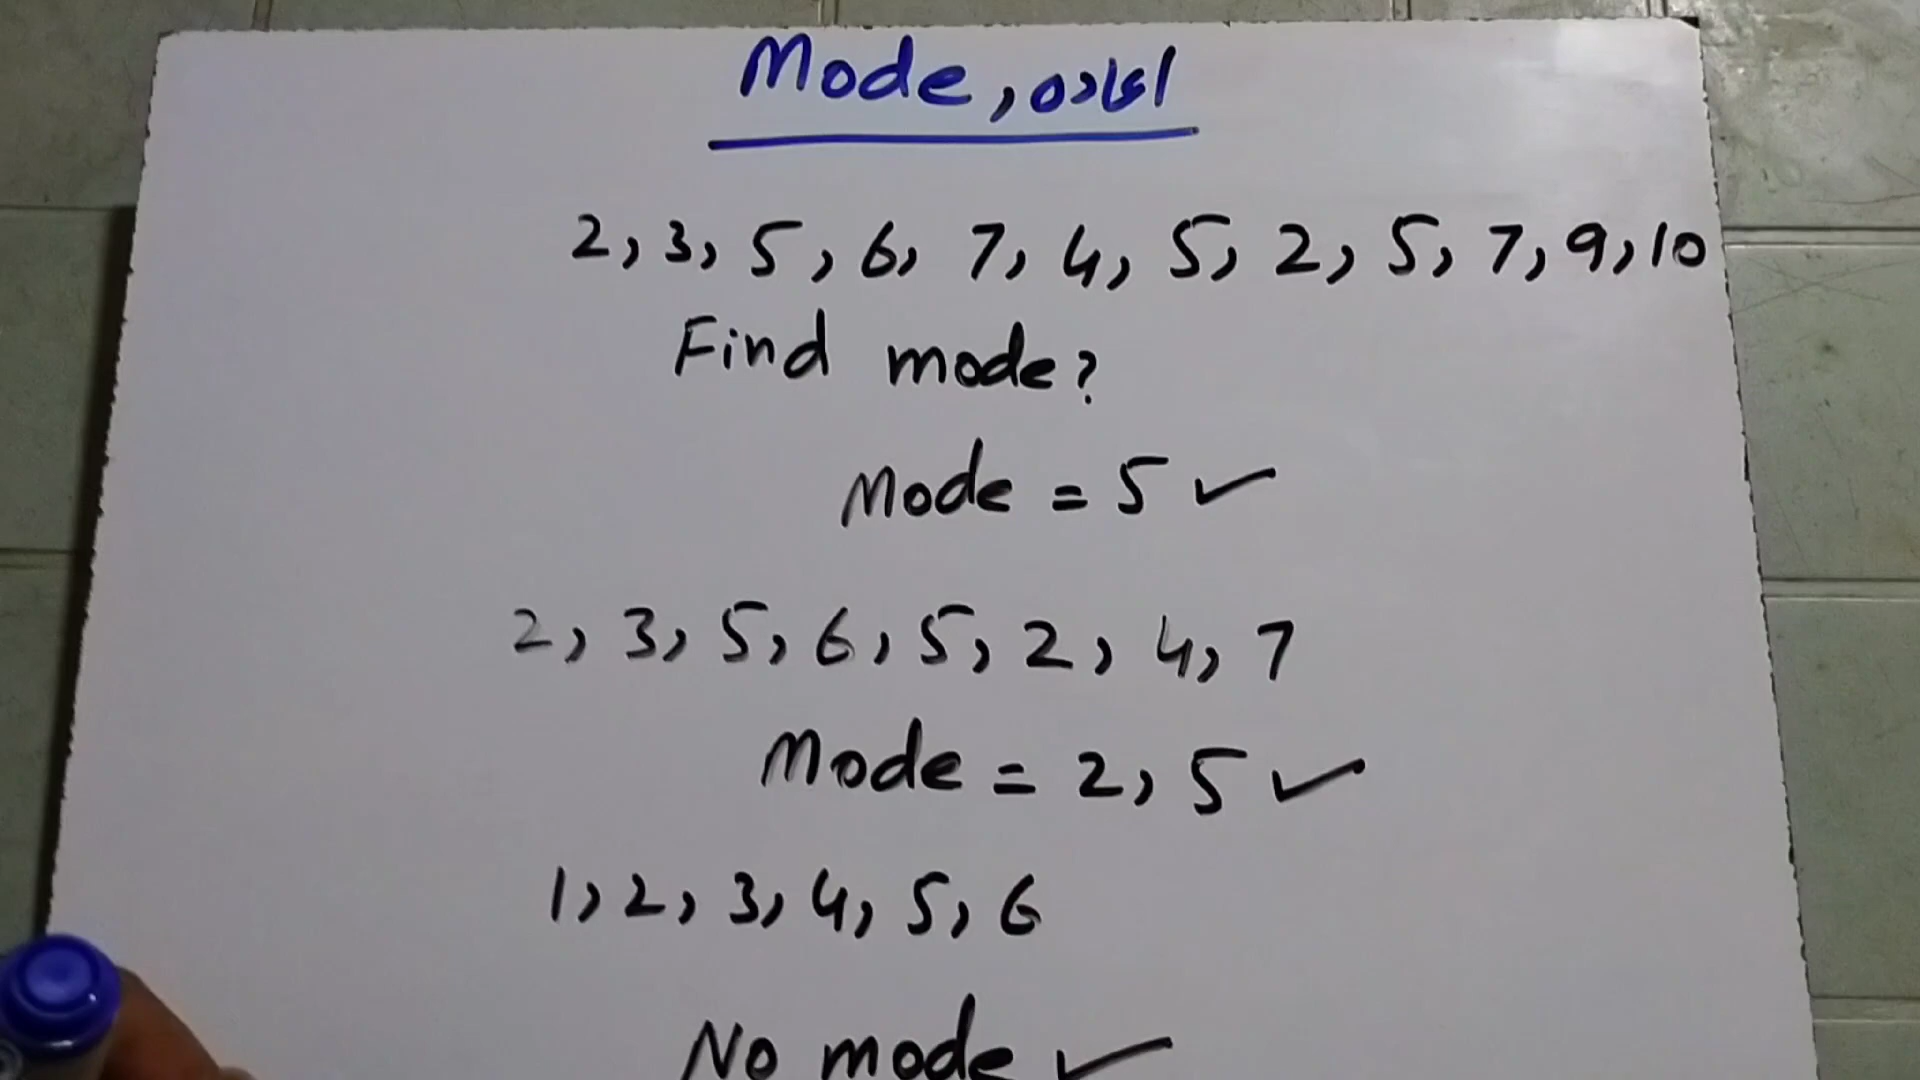 Mode, اعاده
2, 3, 5, 6, 7, 4, 5, 2, 5, 7, 9, 10
Find mode?
Mode = 5 ✓
2, 3, 5, 6, 5, 2, 4, 7
Mode = 2, 5 ✓
1, 2, 3, 4, 5, 6
No mode ✓